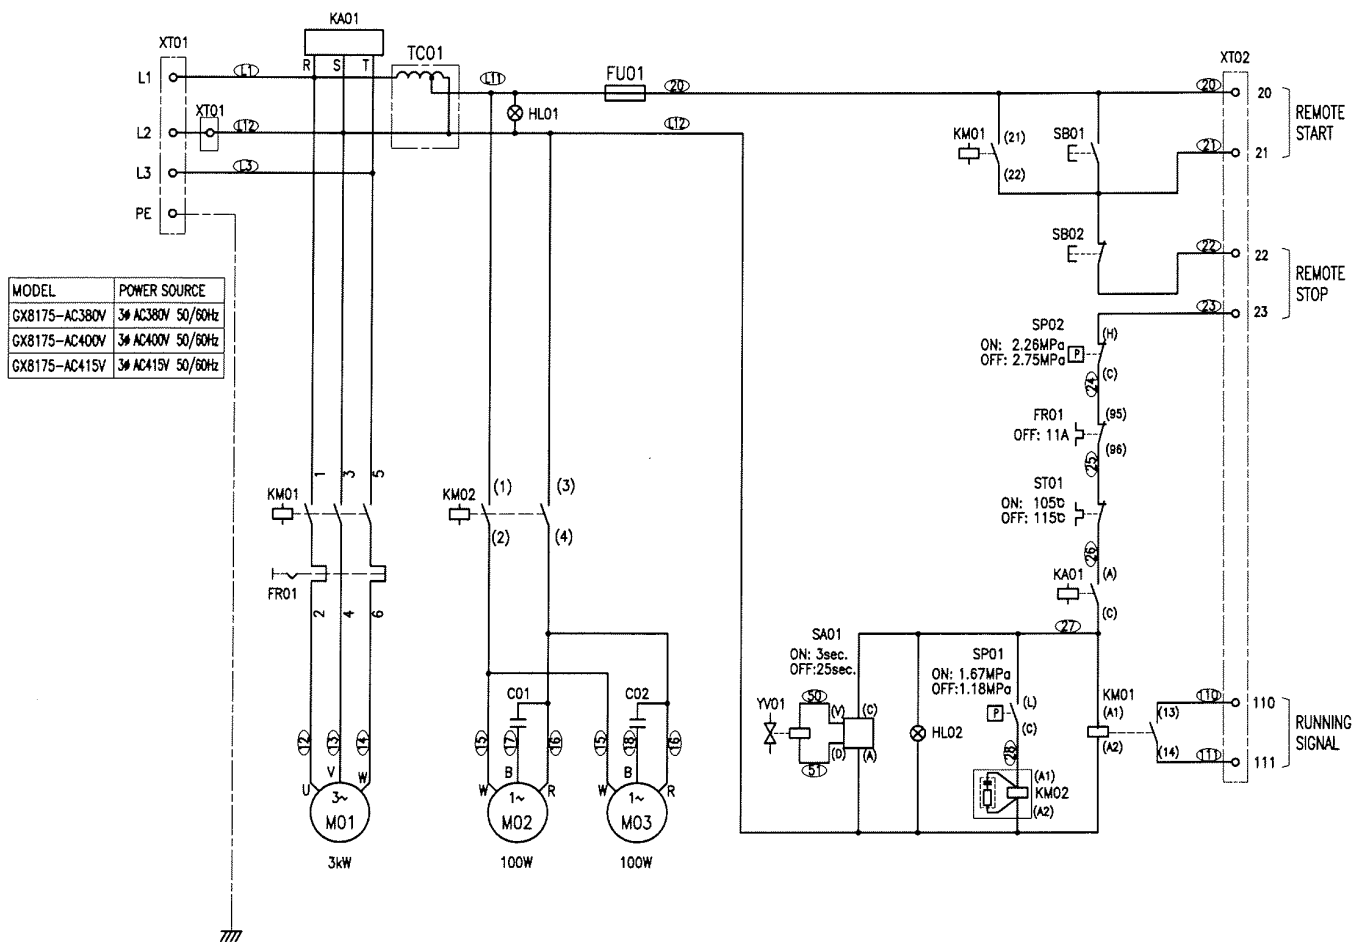 KA01
XT01
TC01
XT02
R S T
L1
L1
L11
FU01
20
20
20
XT01
HL01
REMOTE
START
L2
L12
L12
KM01
(21)
SB01
21
21
L3
L3
(22)
PE
SB02
22
22
REMOTE
STOP
MODEL POWER SOURCE
GX8175-AC380V 3ø AC380V 50/60Hz
GX8175-AC400V 3ø AC400V 50/60Hz
GX8175-AC415V 3ø AC415V 50/60Hz
23
23
SP02
(H)
ON: 2.26MPa
OFF: 2.75MPa
P
24
(C)
FR01
(95)
OFF: 11A
(96)
25
1 3 5
ST01
KM01
KM02
(1)
(3)
ON: 105℃
OFF: 115℃
(2)
(4)
26
KA01
(A)
FR01
(C)
2 4 6
27
SA01
ON: 3sec.
OFF:25sec.
SP01
ON: 1.67MPa
OFF:1.18MPa
C01
C02
YV01
50
(V)
(C)
P
(L)
KM01
(A1)
110
110
(13)
HL02
(C)
RUNNING
SIGNAL
12
13
14
15
17
16
15
18
16
51
(D)
(A)
28
(A2)
(14)
111
111
U
V
W
W
B
R
W
B
R
(A1)
KM02
(A2)
3~
M01
1~
M02
1~
M03
3kW
100W
100W